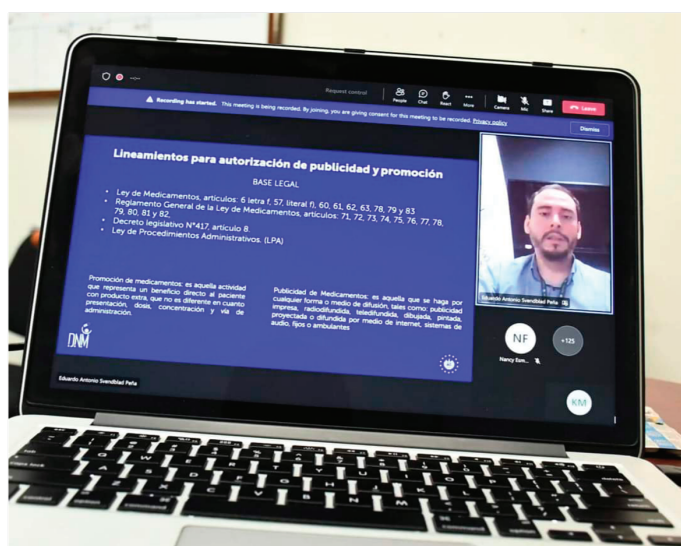 Request control
People Chat React More Camera Mic Share Leave
Recording has started. This meeting is being recorded. By joining, you are giving consent for this meeting to be recorded. Privacy policy
Dismiss
Lineamientos para autorización de publicidad y promoción
BASE LEGAL
• Ley de Medicamentos, artículos: 6 letra f, 57, literal f), 60, 61, 62, 63, 78, 79 y 83
• Reglamento General de la Ley de Medicamentos, artículos: 71, 72, 73, 74, 75, 76, 77, 78,
79, 80, 81 y 82,
• Decreto legislativo N°417, artículo 8.
• Ley de Procedimientos Administrativos. (LPA)
Promoción de medicamentos: es aquella actividad
que representa un beneficio directo al paciente
con producto extra, que no es diferente en cuanto
presentación, dosis, concentración y vía de
administración.
Publicidad de Medicamentos: es aquella que se haga por
cualquier forma o medio de difusión, tales como: publicidad
impresa, radiodifundida, teledifundida, dibujada, pintada,
proyectada o difundida por medio de internet, sistemas de
audio, fijos o ambulantes
DNM
Eduardo Antonio Svendblad Peña
Eduardo Antonio Svendblad Peña
NF
+125
Nancy Esm...
KM
Q W E R T Y U I O P
A S D F G H J K L
Z X C V B N M
control option command command option